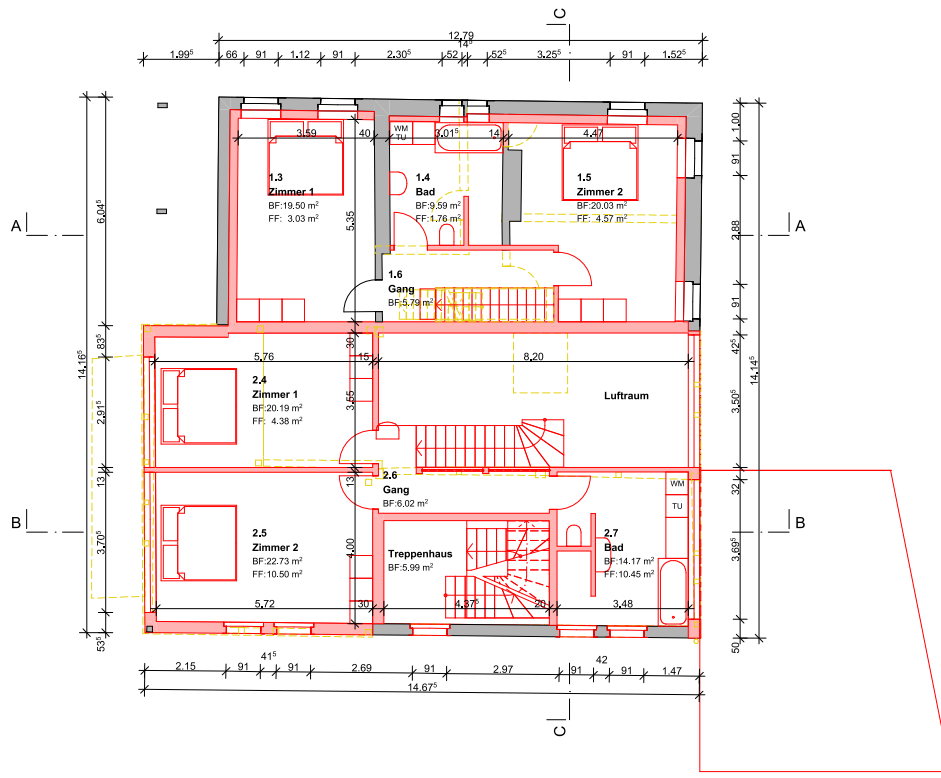 C
12.79
14⁵
1.99⁵ 66 91 1.12 91 2.30⁵ 52 52⁵ 3.25⁵ 91 1.52⁵
WM
TU
3.59 40 3.01⁵ 14 4.47
1.00
91
2.88
91
42⁵
3.50⁵
32
3.69⁵
50
14.14⁵
6.04⁵
83⁵
2.91⁵
13
3.70⁵
53⁵
14.16⁵
1.3
Zimmer 1
BF:19.50 m²
FF: 3.03 m²
1.4
Bad
BF:9.59 m²
FF: 1.76 m²
1.5
Zimmer 2
BF:20.03 m²
FF: 4.57 m²
5.35
A A
1.6
Gang
BF:5.79 m²
30
5.76 15 8.20
2.4
Zimmer 1
BF:20.19 m²
FF: 4.38 m²
3.55
Luftraum
13
2.6
Gang
BF:6.02 m²
WM
TU
B B
2.5
Zimmer 2
BF:22.73 m²
FF:10.50 m²
4.00
Treppenhaus
BF:5.99 m²
2.7
Bad
BF:14.17 m²
FF:10.45 m²
5.72 30 4.37⁵ 20 3.48
41⁵ 42
2.15 91 91 2.69 91 2.97 91 91 1.47
14.67⁵
C